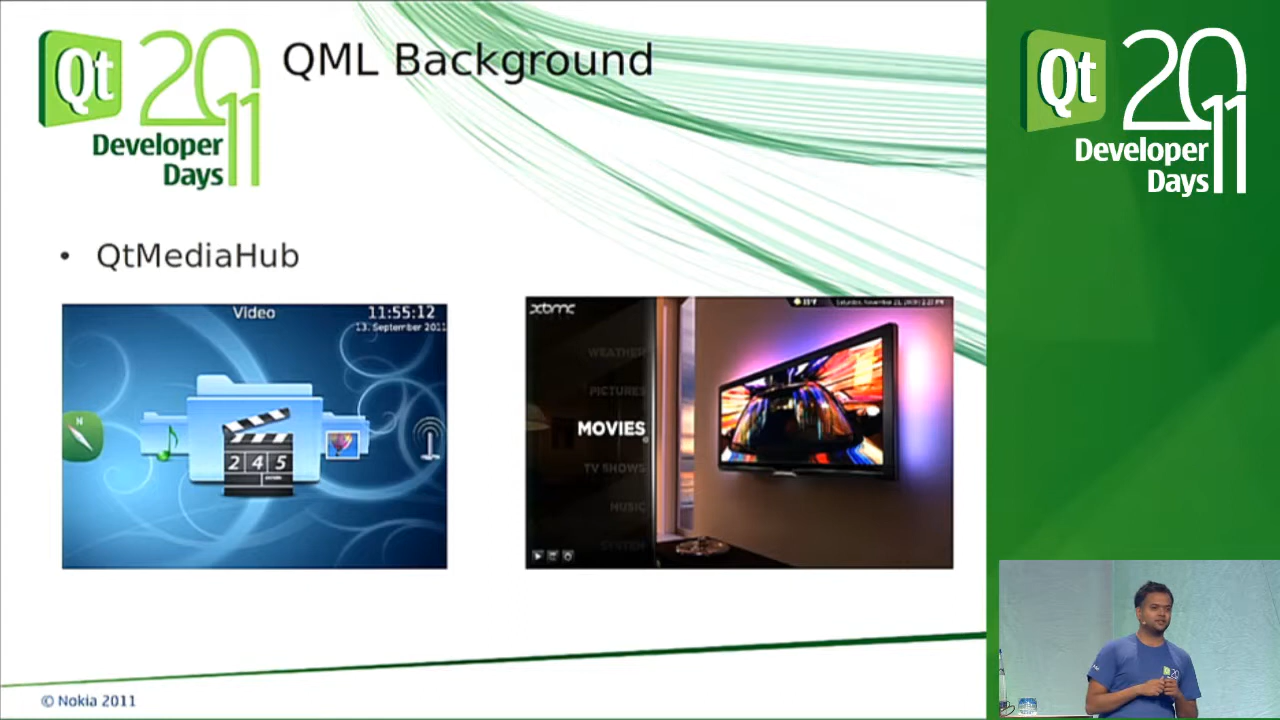 Qt 2011
Developer
Days
QML Background
• QtMediaHub
Video
11:55:12
13. September 2011
N
2 4 5
xbmc
WEATHER
PICTURES
MOVIES
TV SHOWS
MUSIC
SYSTEM
© Nokia 2011
Qt 2011
Developer
Days